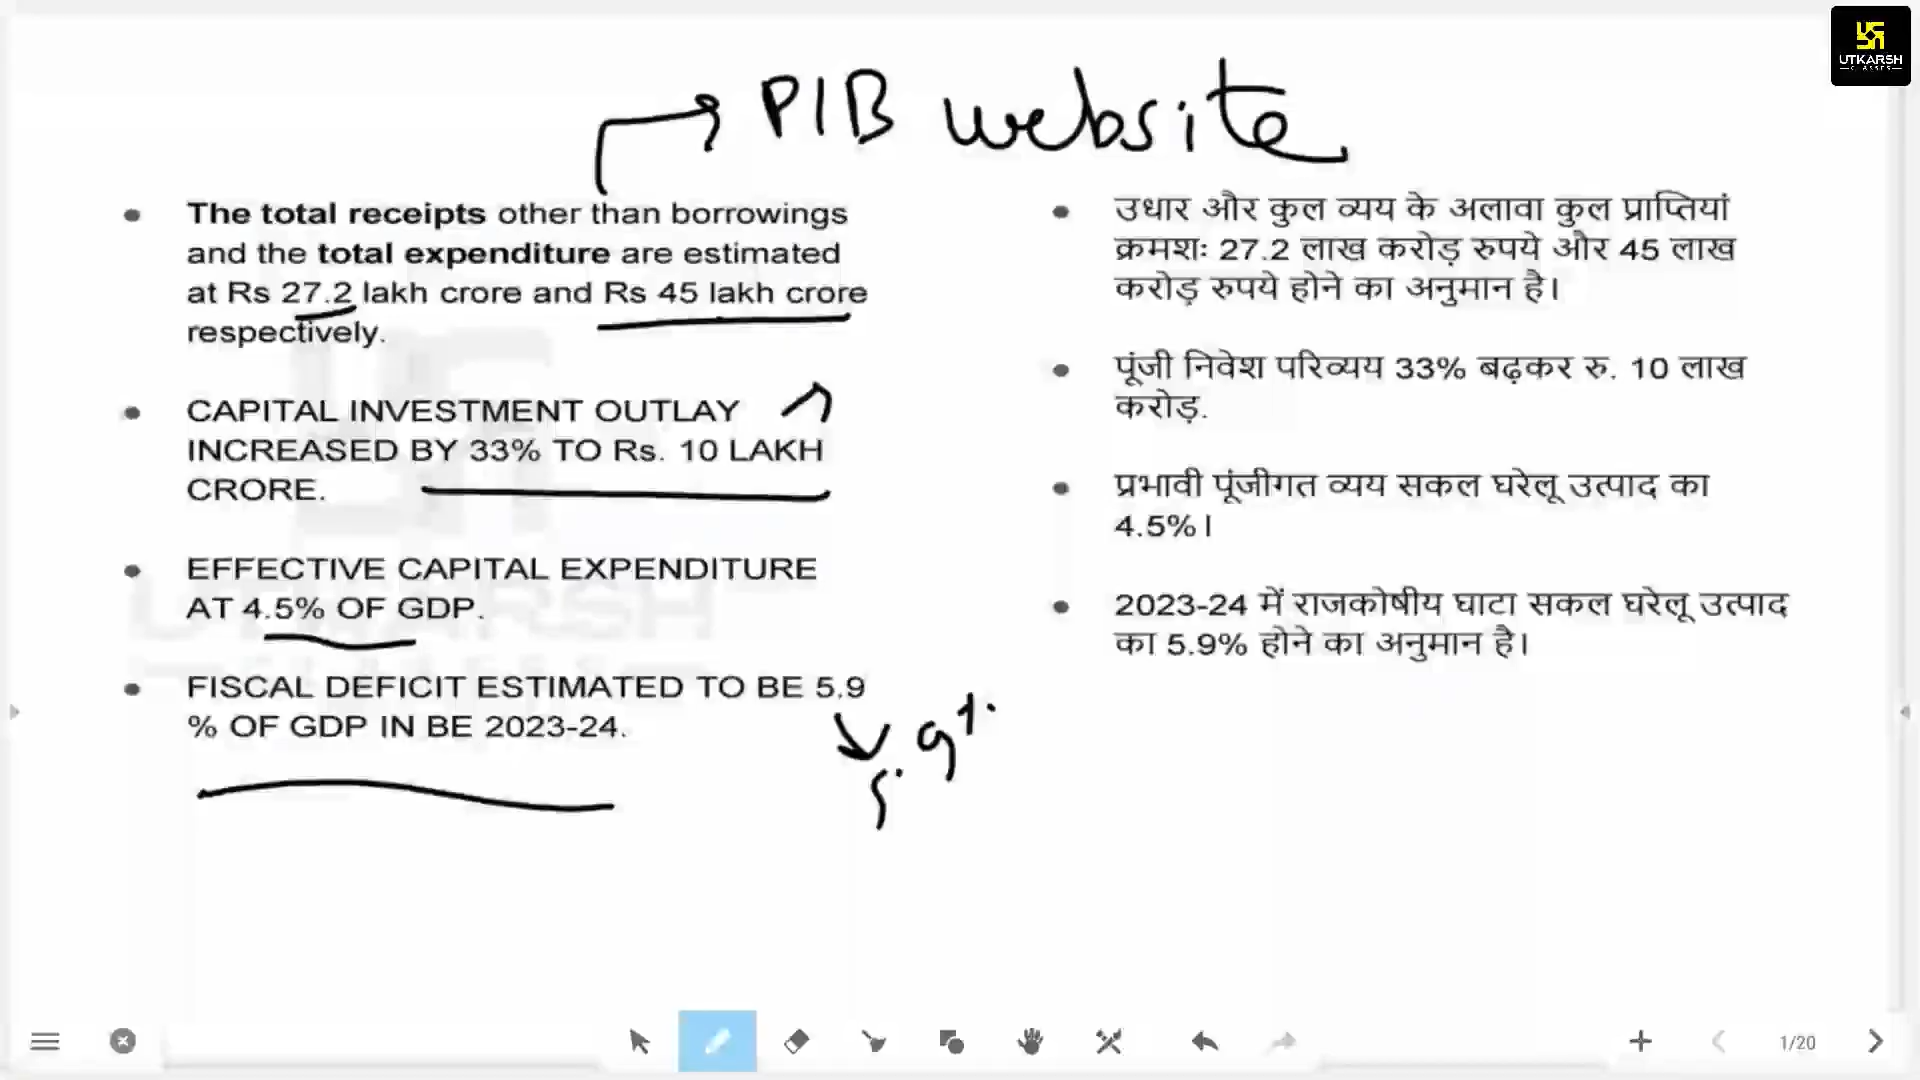 UTKARSH
CLASSES
PIB website
The total receipts other than borrowings
and the total expenditure are estimated
at Rs 27.2 lakh crore and Rs 45 lakh crore
respectively.
CAPITAL INVESTMENT OUTLAY
INCREASED BY 33% TO Rs. 10 LAKH
CRORE.
EFFECTIVE CAPITAL EXPENDITURE
AT 4.5% OF GDP.
FISCAL DEFICIT ESTIMATED TO BE 5.9
% OF GDP IN BE 2023-24.
5.9%
उधार और कुल व्यय के अलावा कुल प्राप्तियां
क्रमशः 27.2 लाख करोड़ रुपये और 45 लाख
करोड़ रुपये होने का अनुमान है।
पूंजी निवेश परिव्यय 33% बढ़कर रु. 10 लाख
करोड़.
प्रभावी पूंजीगत व्यय सकल घरेलू उत्पाद का
4.5%।
2023-24 में राजकोषीय घाटा सकल घरेलू उत्पाद
का 5.9% होने का अनुमान है।
UTKARSH
CLASSES
1/20